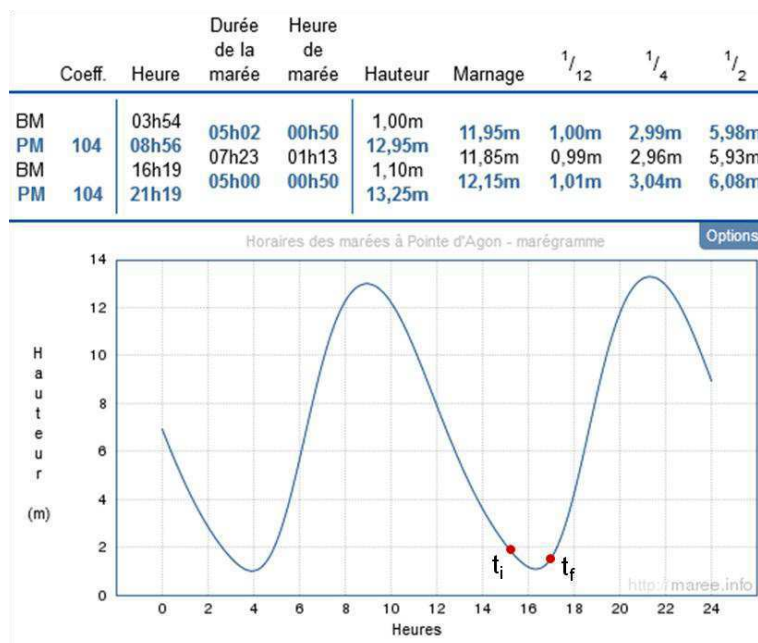 Durée Heure
de la de
Coeff. Heure marée marée Hauteur Marnage 1/12 1/4 1/2
BM 03h54 1,00m
05h02 00h50 11,95m 1,00m 2,99m 5,98m
PM 104 08h56 12,95m
07h23 01h13 11,85m 0,99m 2,96m 5,93m
BM 16h19 1,10m
05h00 00h50 12,15m 1,01m 3,04m 6,08m
PM 104 21h19 13,25m
Options
Horaires des marées à Pointe d'Agon - marégramme
14
12
10
8
6
4
2
0
Hauteur
(m)
ti tf
http://maree.info
0 2 4 6 8 10 12 14 16 18 20 22 24
Heures